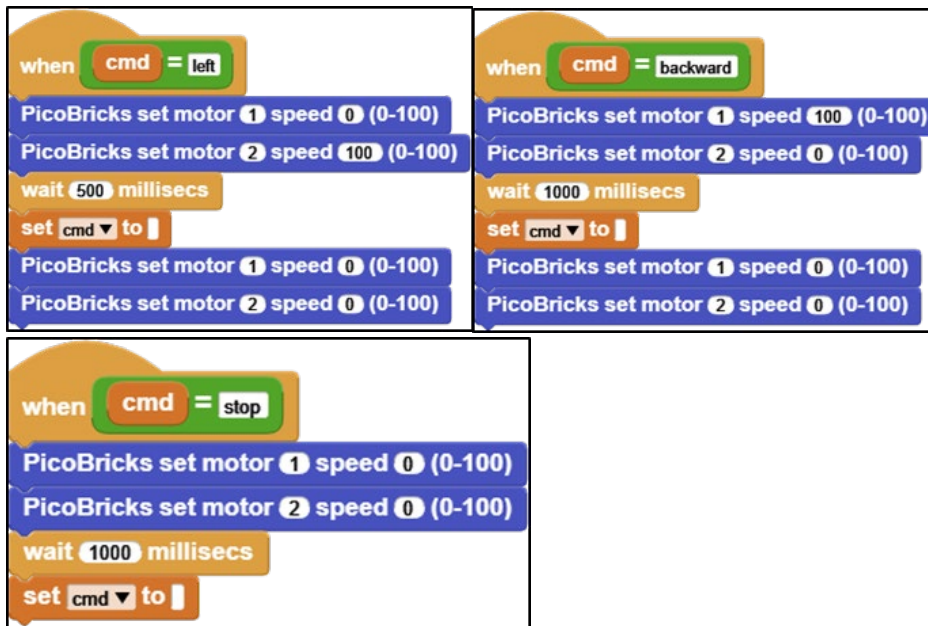 when cmd = left
PicoBricks set motor 1 speed 0 (0-100)
PicoBricks set motor 2 speed 100 (0-100)
wait 500 millisecs
set cmd to
PicoBricks set motor 1 speed 0 (0-100)
PicoBricks set motor 2 speed 0 (0-100)
when cmd = backward
PicoBricks set motor 1 speed 100 (0-100)
PicoBricks set motor 2 speed 0 (0-100)
wait 1000 millisecs
set cmd to
PicoBricks set motor 1 speed 0 (0-100)
PicoBricks set motor 2 speed 0 (0-100)
when cmd = stop
PicoBricks set motor 1 speed 0 (0-100)
PicoBricks set motor 2 speed 0 (0-100)
wait 1000 millisecs
set cmd to